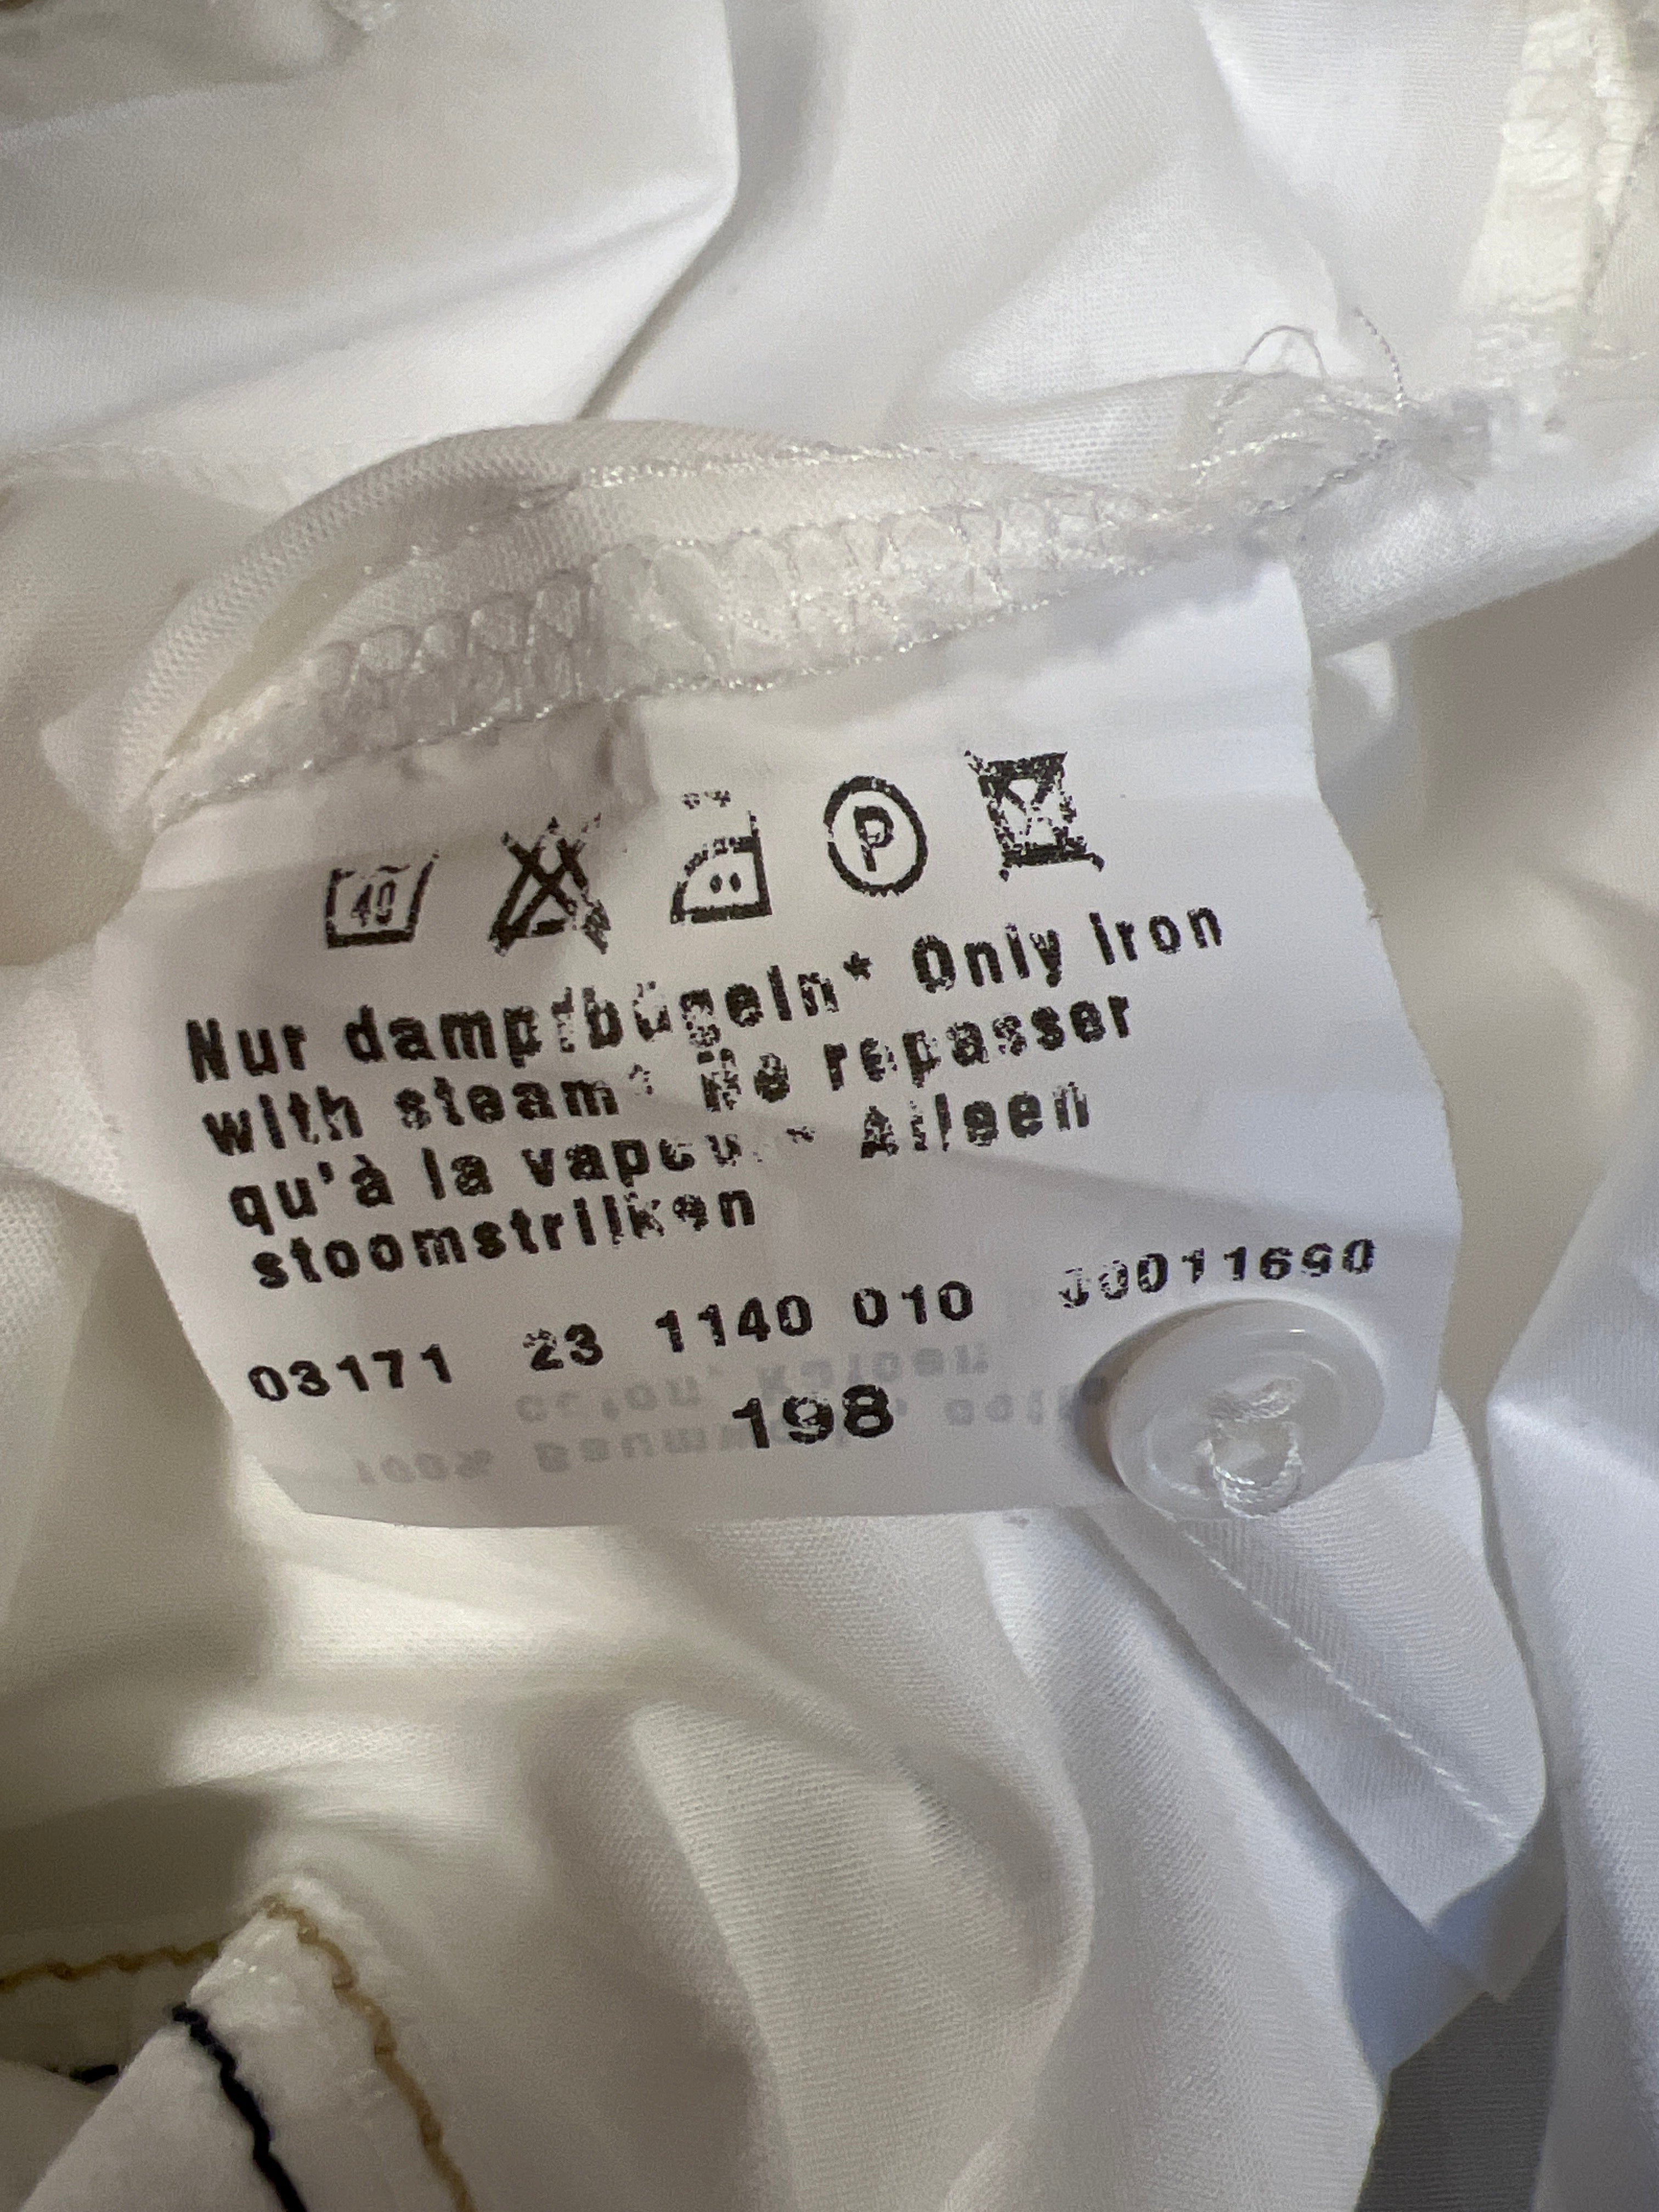 40
P
Nur dampfbügeln* Only iron
with steam* Ne repasser
qu'à la vapeur* Alleen
stoomstrijken
03171 23 1140 010
198